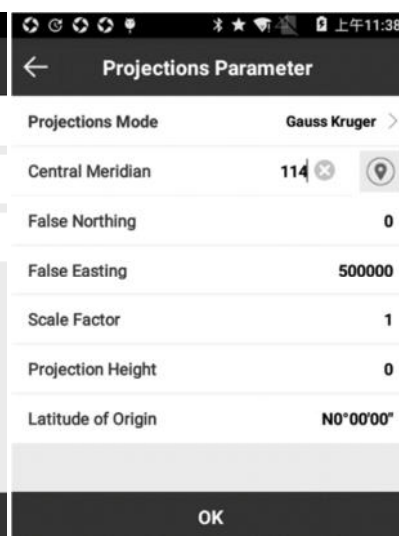 上午11:38
Projections Parameter
Projections Mode Gauss Kruger
Central Meridian 114
False Northing 0
False Easting 500000
Scale Factor 1
Projection Height 0
Latitude of Origin N0°00'00"
OK